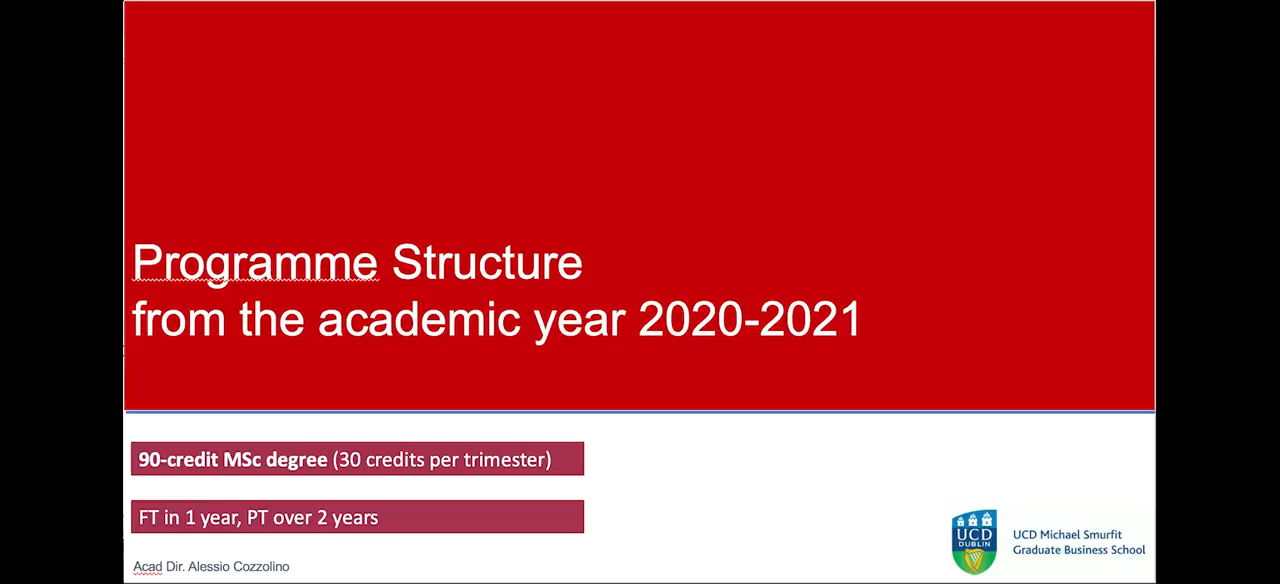 Programme Structure
from the academic year 2020-2021
90-credit MSc degree (30 credits per trimester)
FT in 1 year, PT over 2 years
Acad Dir. Alessio Cozzolino
UCD
DUBLIN
UCD Michael Smurfit
Graduate Business School